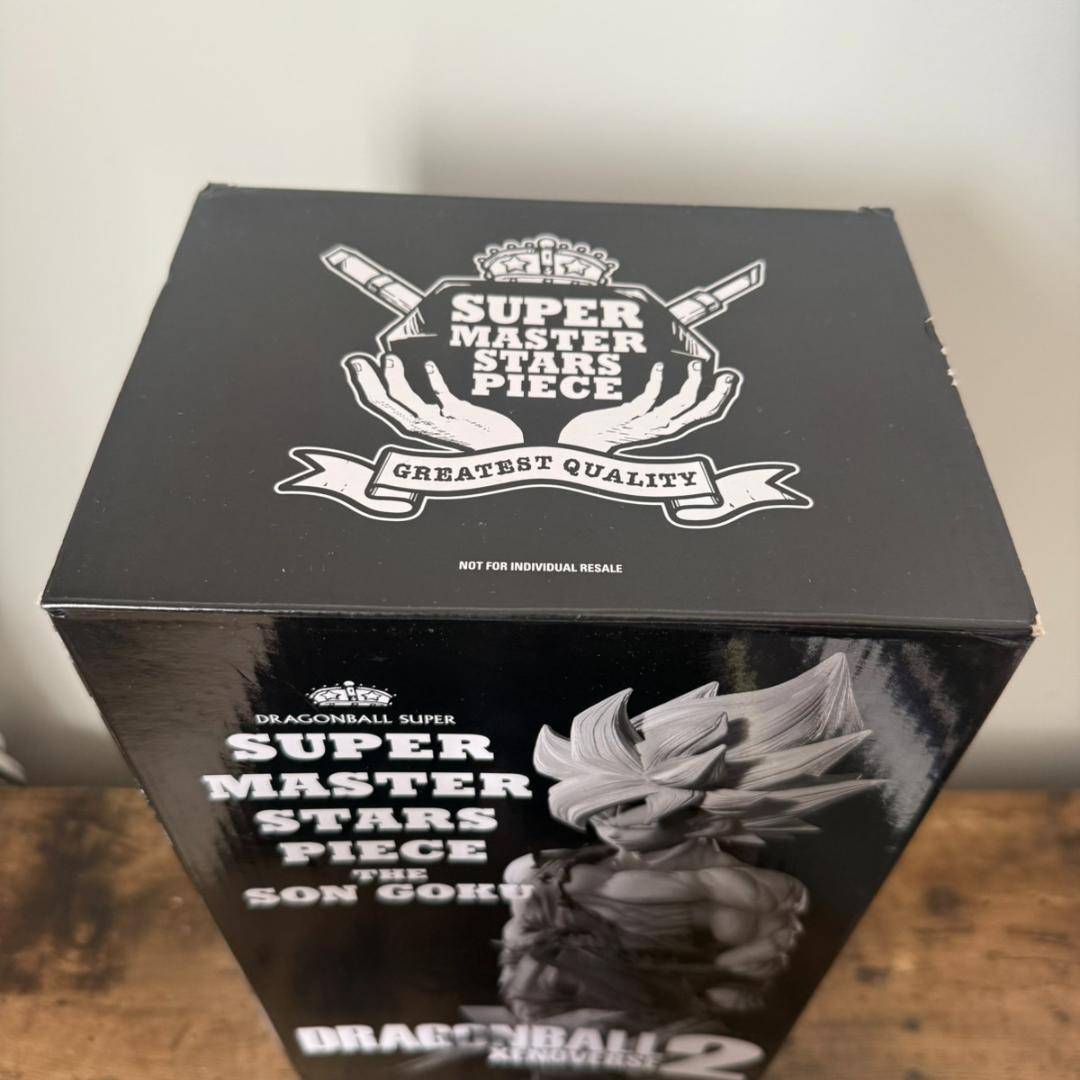 SUPER
MASTER
STARS
PIECE
GREATEST QUALITY
NOT FOR INDIVIDUAL RESALE
DRAGONBALL SUPER
SUPER
MASTER
STARS
PIECE
THE
SON GOKU
DRAGONBALL
XENOVERSE 2